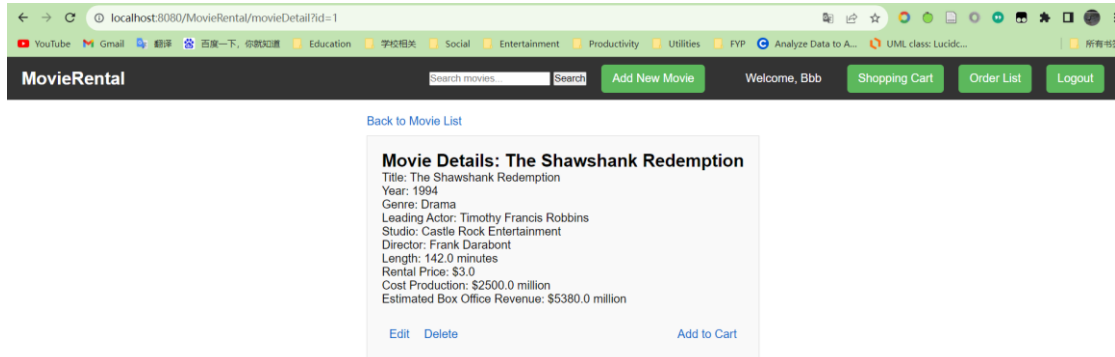 localhost:8080/MovieRental/movieDetail?id=1
YouTube Gmail 翻译 百度一下，你就知道 Education 学校相关 Social Entertainment Productivity Utilities FYP Analyze Data to A... UML class: Lucidc... 所有书签
MovieRental Search movies... Search Add New Movie Welcome, Bbb Shopping Cart Order List Logout
Back to Movie List
Movie Details: The Shawshank Redemption
Title: The Shawshank Redemption
Year: 1994
Genre: Drama
Leading Actor: Timothy Francis Robbins
Studio: Castle Rock Entertainment
Director: Frank Darabont
Length: 142.0 minutes
Rental Price: $3.0
Cost Production: $2500.0 million
Estimated Box Office Revenue: $5380.0 million
Edit Delete Add to Cart